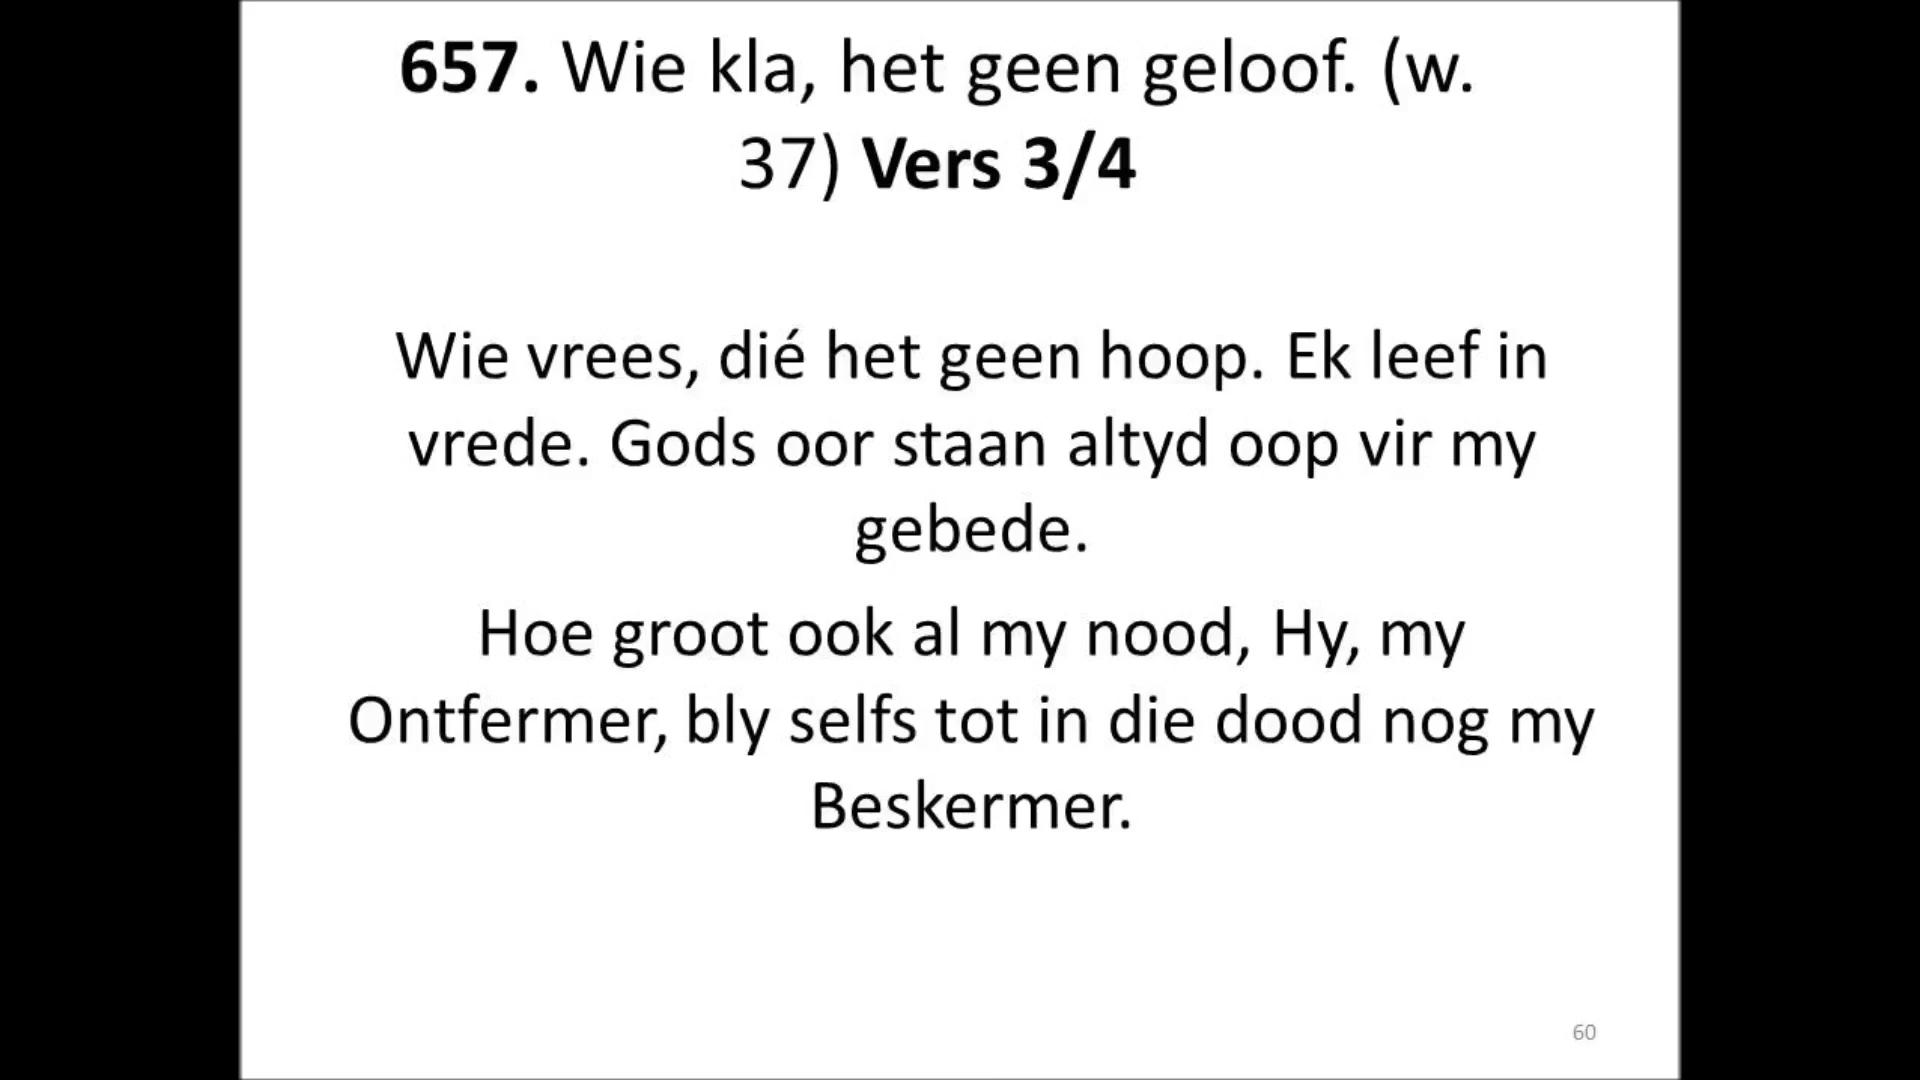 657. Wie kla, het geen geloof. (w.
37) Vers 3/4
Wie vrees, dié het geen hoop. Ek leef in
vrede. Gods oor staan altyd oop vir my
gebede.
Hoe groot ook al my nood, Hy, my
Ontfermer, bly selfs tot in die dood nog my
Beskermer.
60